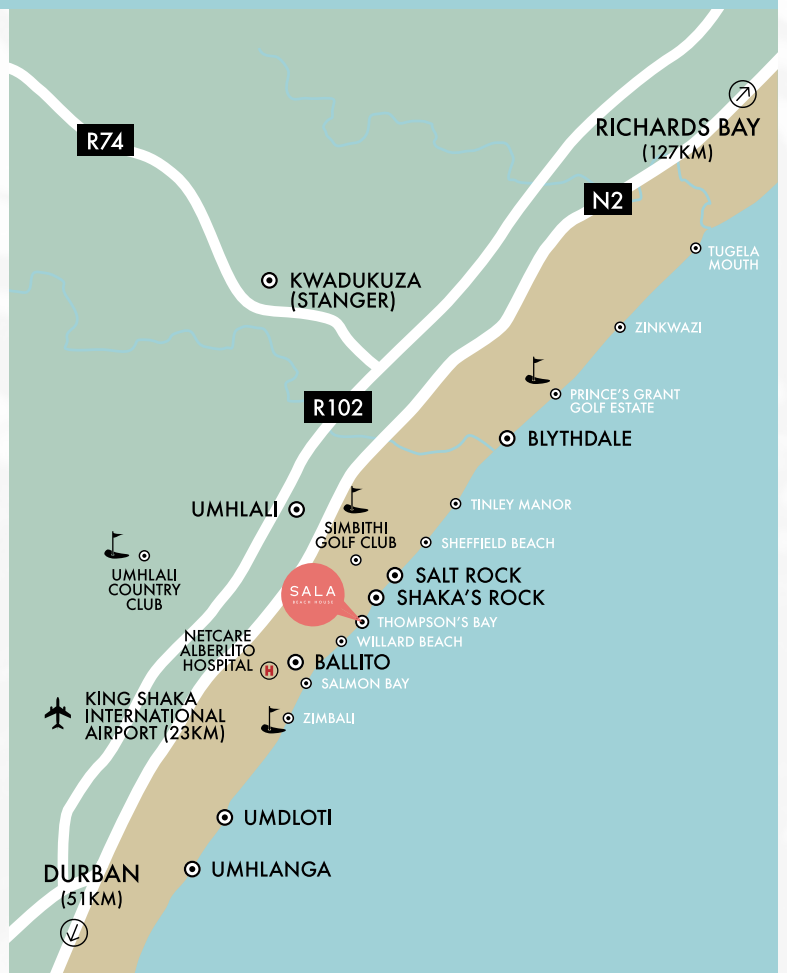 R74
RICHARDS BAY
(127KM)
N2
TUGELA
MOUTH
KWADUKUZA
(STANGER)
ZINKWAZI
PRINCE'S GRANT
GOLF ESTATE
R102
BLYTHDALE
UMHLALI
TINLEY MANOR
SIMBITHI
GOLF CLUB
SHEFFIELD BEACH
UMHLALI
COUNTRY
CLUB
SALT ROCK
SALA
BEACH HOUSE
SHAKA'S ROCK
THOMPSON'S BAY
WILLARD BEACH
NETCARE
ALBERLITO
HOSPITAL
H
BALLITO
SALMON BAY
KING SHAKA
INTERNATIONAL
AIRPORT (23KM)
ZIMBALI
UMDLOTI
UMHLANGA
DURBAN
(51KM)